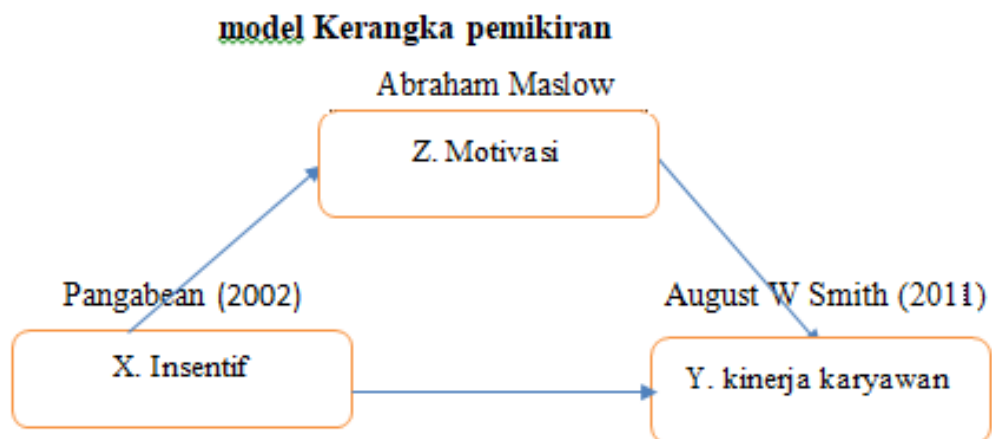 model Kerangka pemikiran
Abraham Maslow
Z. Motivasi
Pangabean (2002)
August W Smith (2011)
X. Insentif
Y. kinerja karyawan